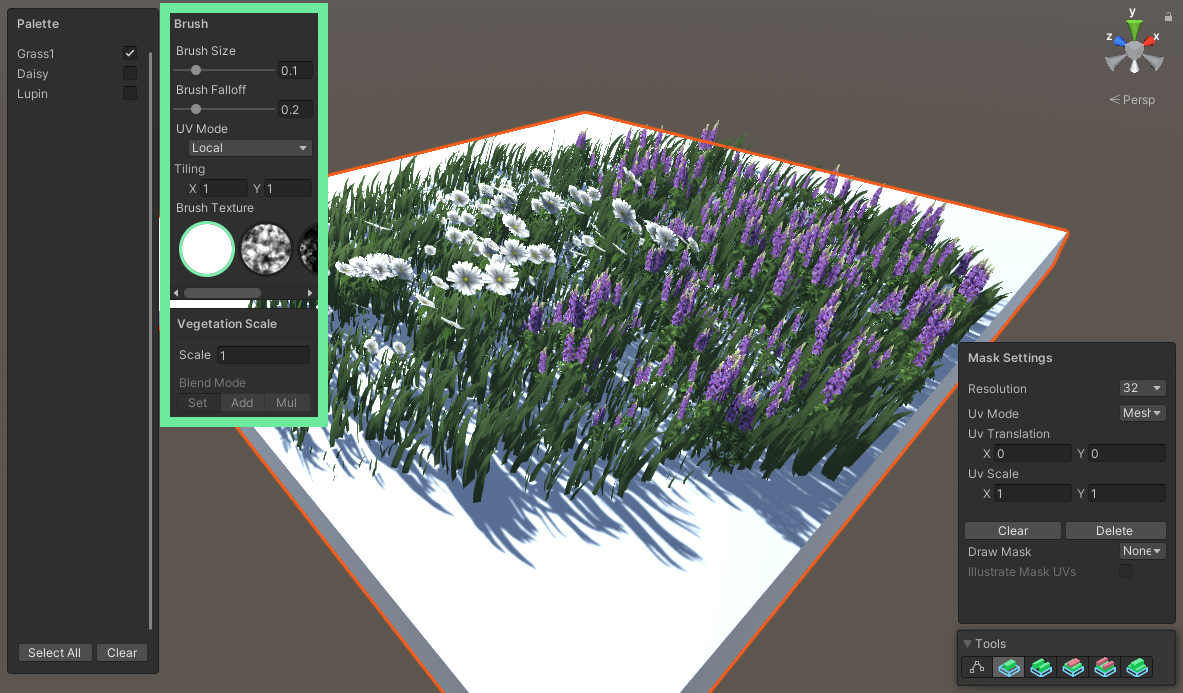 Palette
Grass1
Daisy
Lupin
Select All
Clear
Brush
Brush Size
0.1
Brush Falloff
0.2
UV Mode
Local
Tiling
X 1 Y 1
Brush Texture
Vegetation Scale
Scale 1
Blend Mode
Set Add Mul
y
z x
Persp
Mask Settings
Resolution 32
Uv Mode Mesh
Uv Translation
X 0 Y 0
Uv Scale
X 1 Y 1
Clear Delete
Draw Mask None
Illustrate Mask UVs
Tools